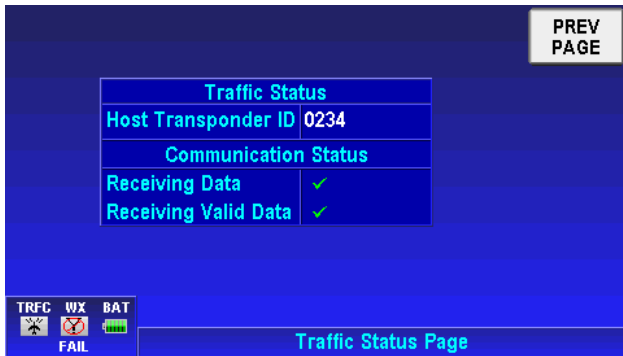 PREV
PAGE
Traffic Status
Host Transponder ID 0234
Communication Status
Receiving Data
Receiving Valid Data
TRFC WX BAT
FAIL
Traffic Status Page